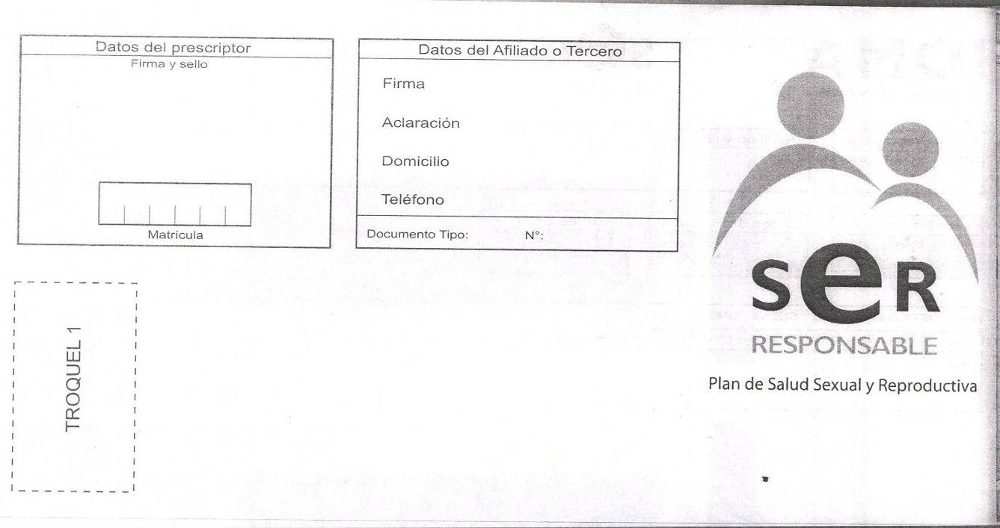 Datos del prescriptor
Firma y sello
Matrícula
Datos del Afiliado o Tercero
Firma
Aclaración
Domicilio
Teléfono
Documento Tipo: N°:
TROQUEL 1
SeR
RESPONSABLE
Plan de Salud Sexual y Reproductiva